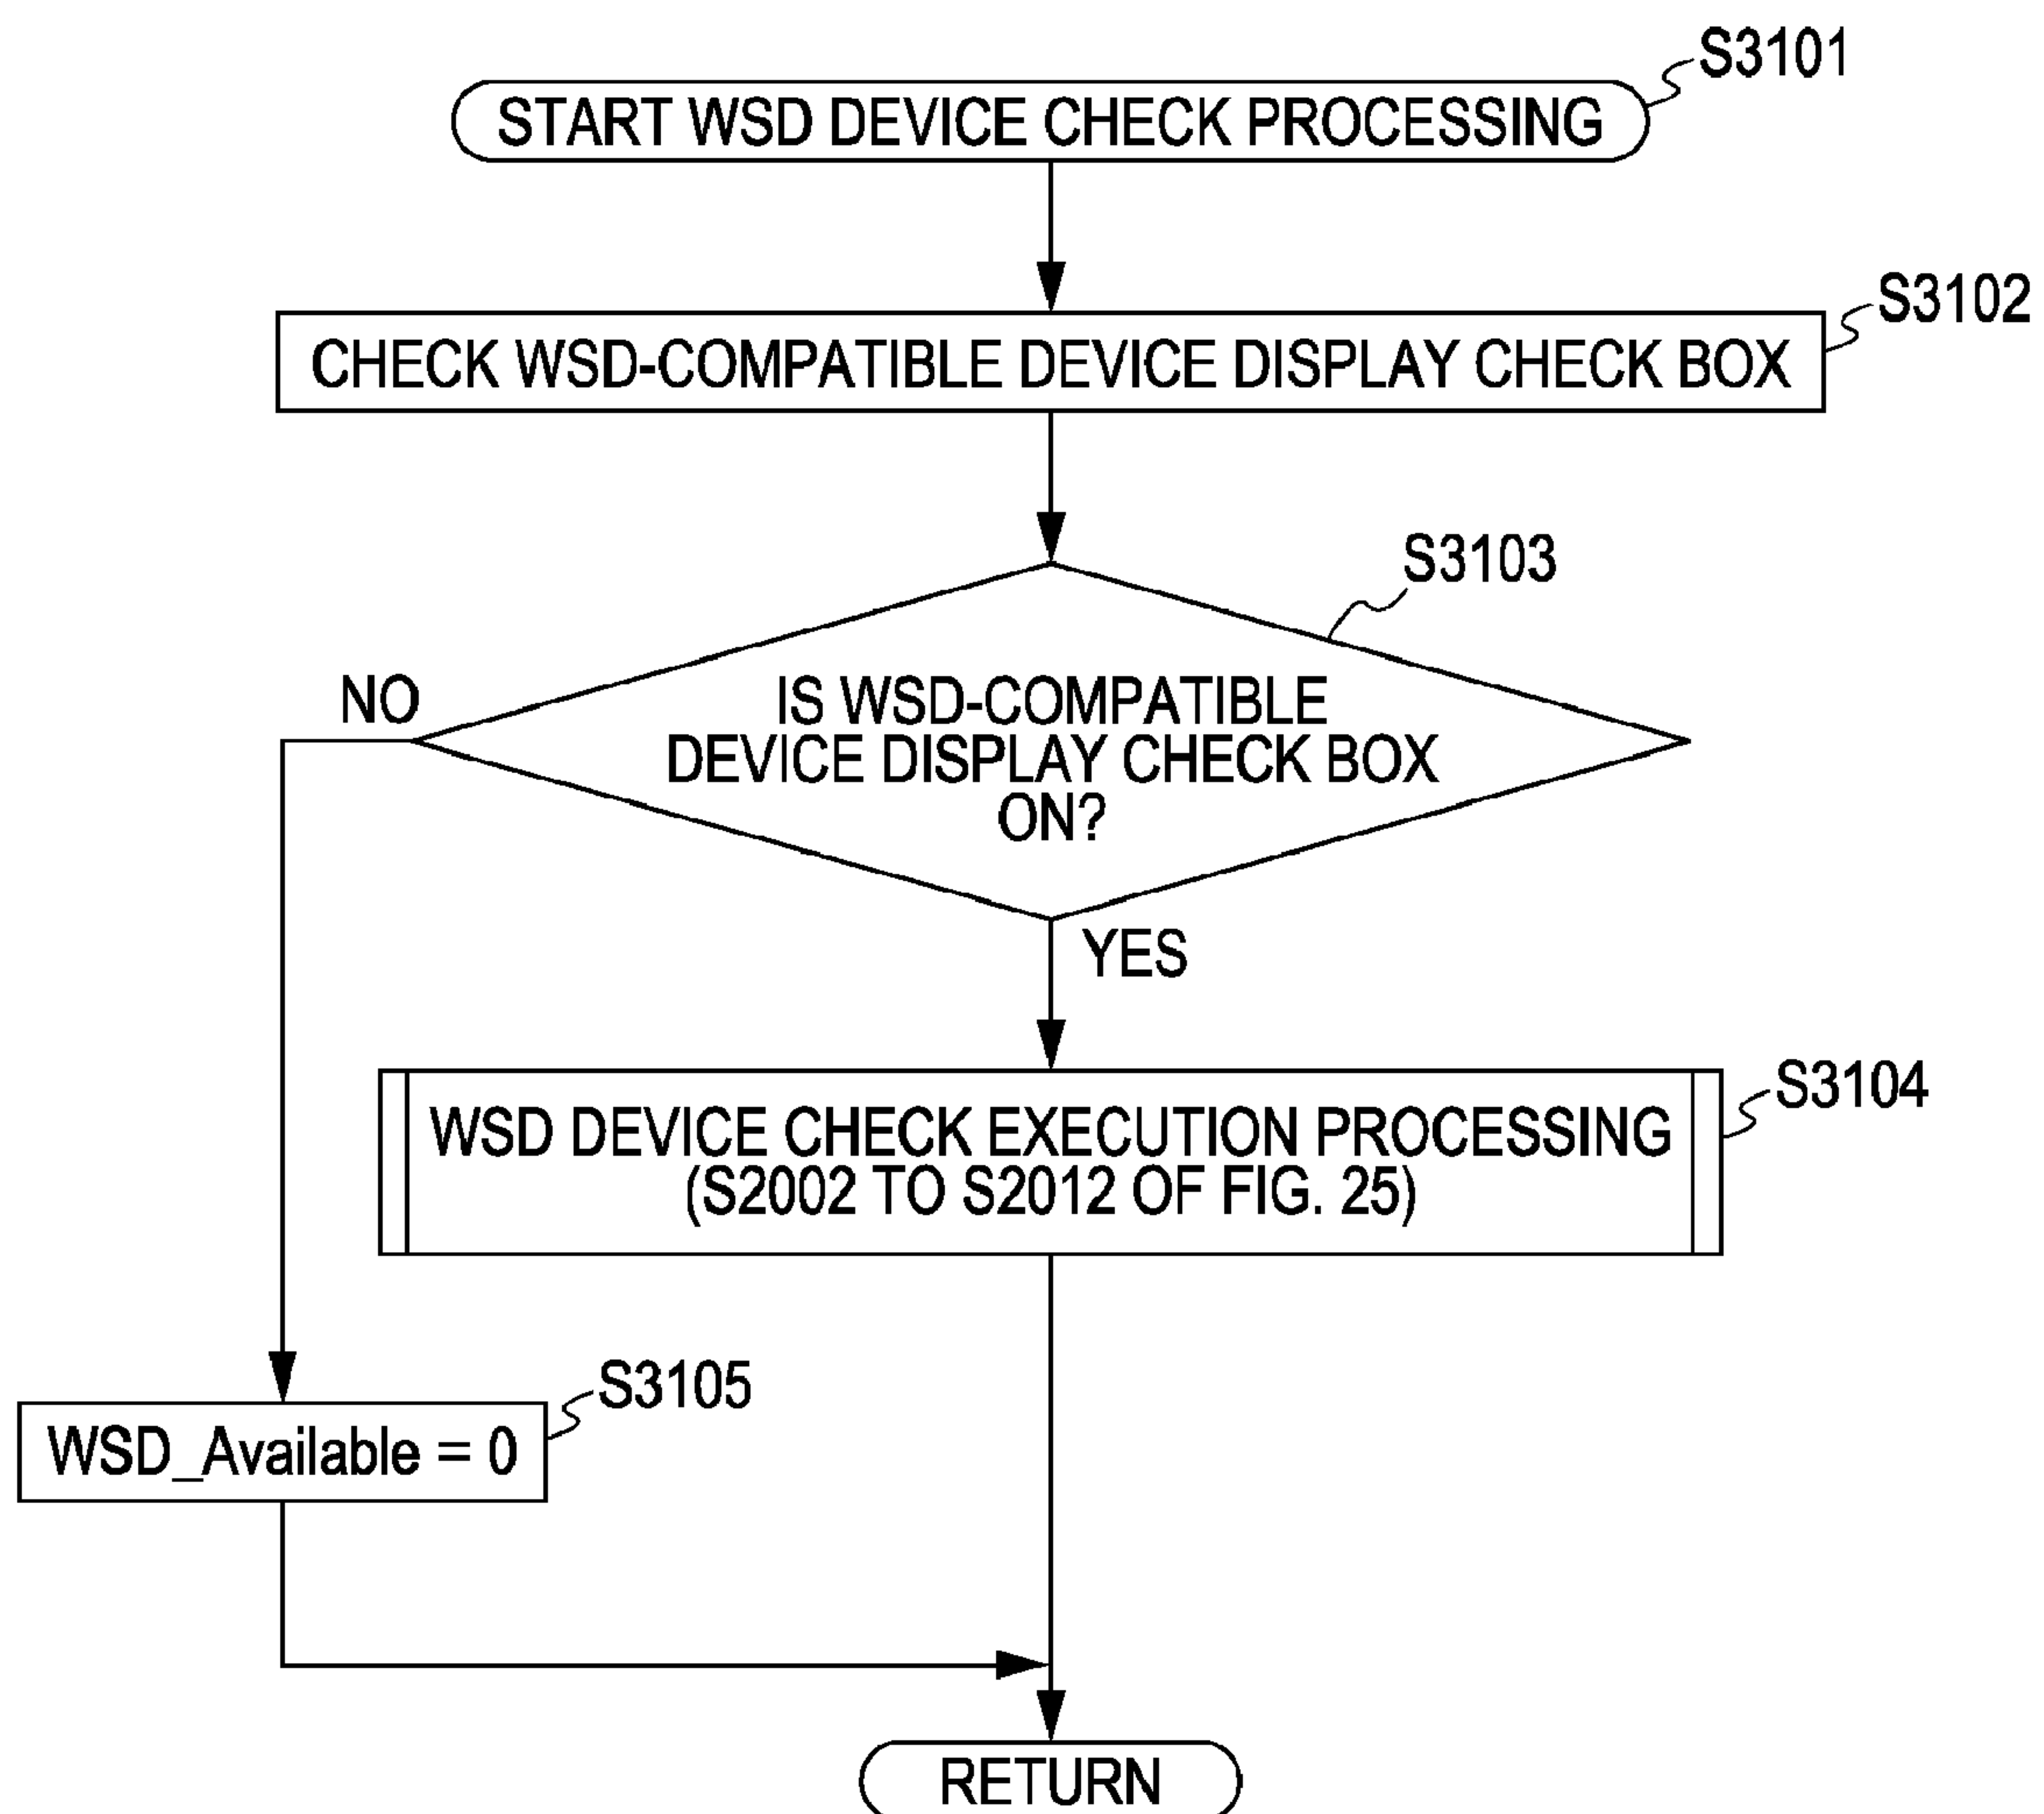 S3101
START WSD DEVICE CHECK PROCESSING
S3102
CHECK WSD-COMPATIBLE DEVICE DISPLAY CHECK BOX
S3103
NO
IS WSD-COMPATIBLE
DEVICE DISPLAY CHECK BOX
ON?
YES
S3104
WSD DEVICE CHECK EXECUTION PROCESSING
(S2002 TO S2012 OF FIG. 25)
S3105
WSD_Available = 0
RETURN